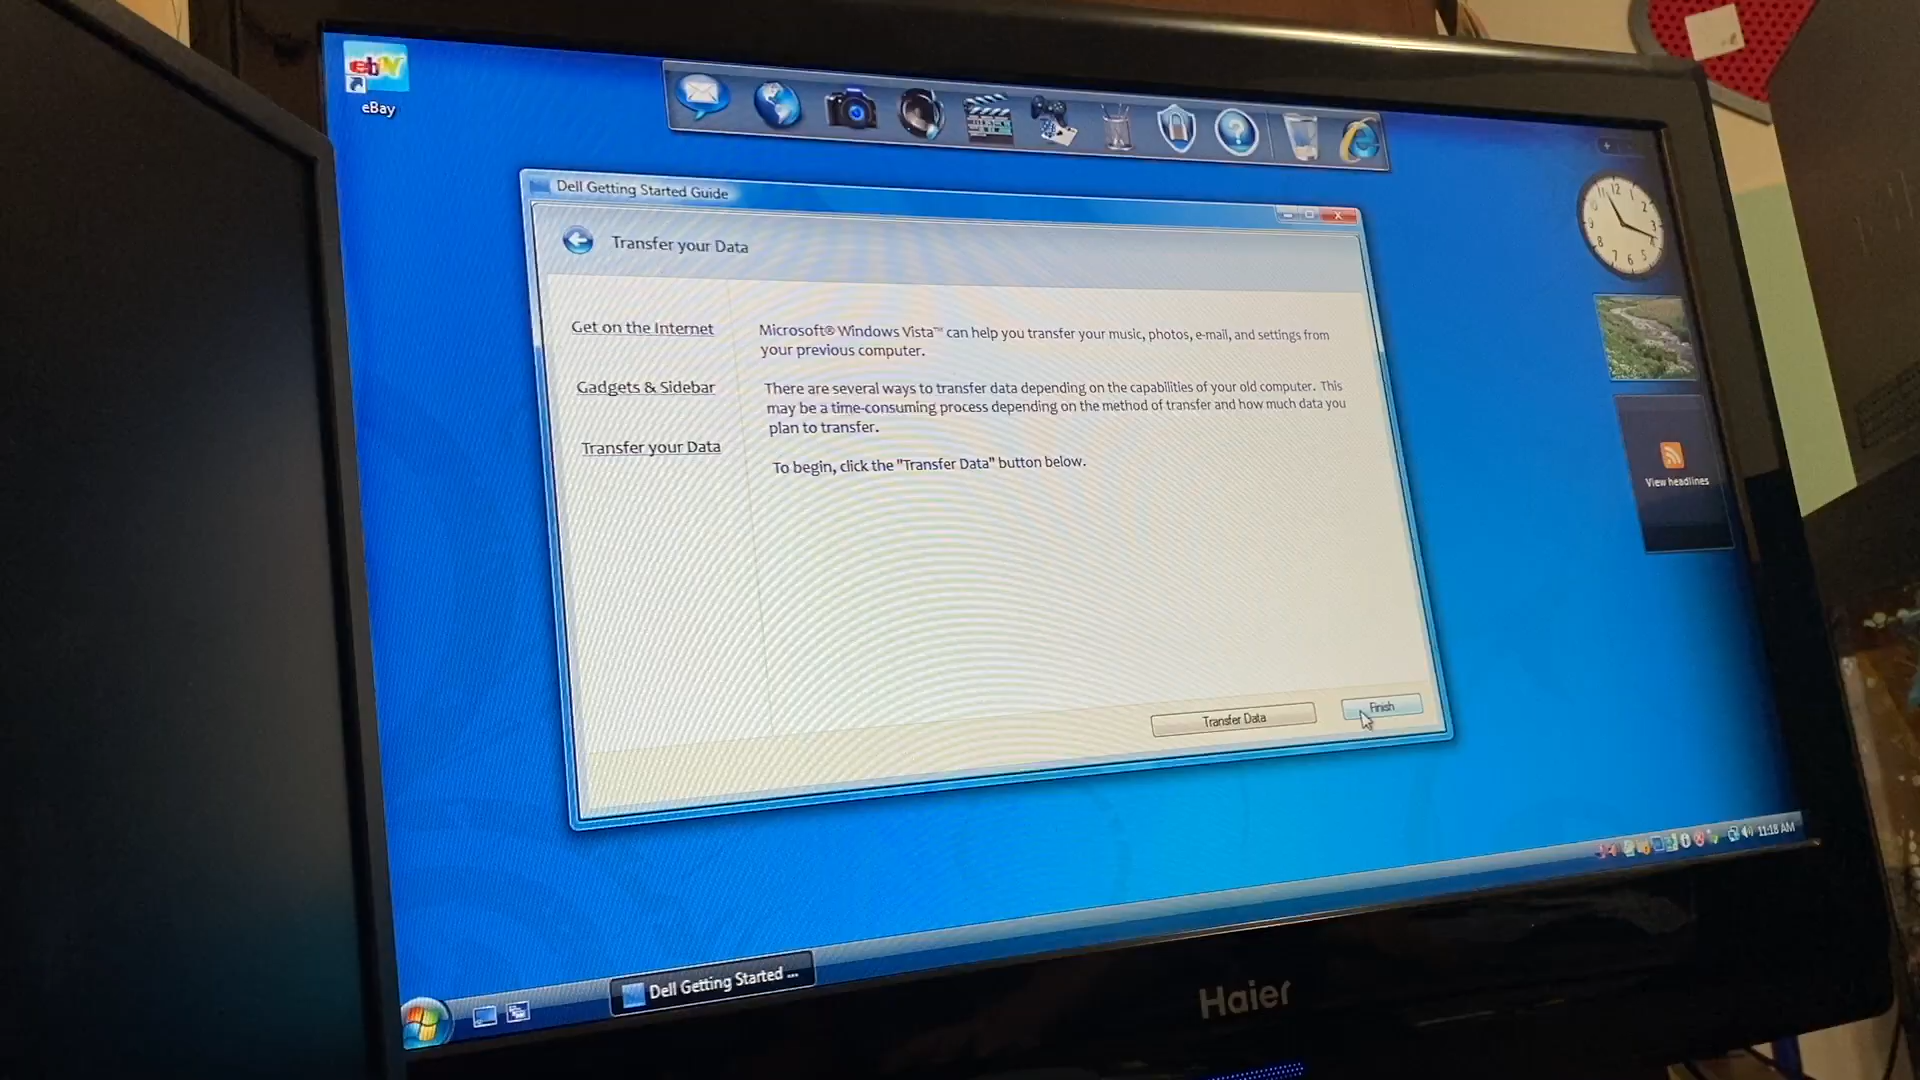 ebay
eBay
Dell Getting Started Guide
Transfer your Data
Get on the Internet
Gadgets & Sidebar
Transfer your Data
Microsoft® Windows Vista™ can help you transfer your music, photos, e-mail, and settings from
your previous computer.
There are several ways to transfer data depending on the capabilities of your old computer. This
may be a time-consuming process depending on the method of transfer and how much data you
plan to transfer.
To begin, click the "Transfer Data" button below.
Transfer Data
Finish
View headlines
11:18 AM
Dell Getting Started ...
Haier